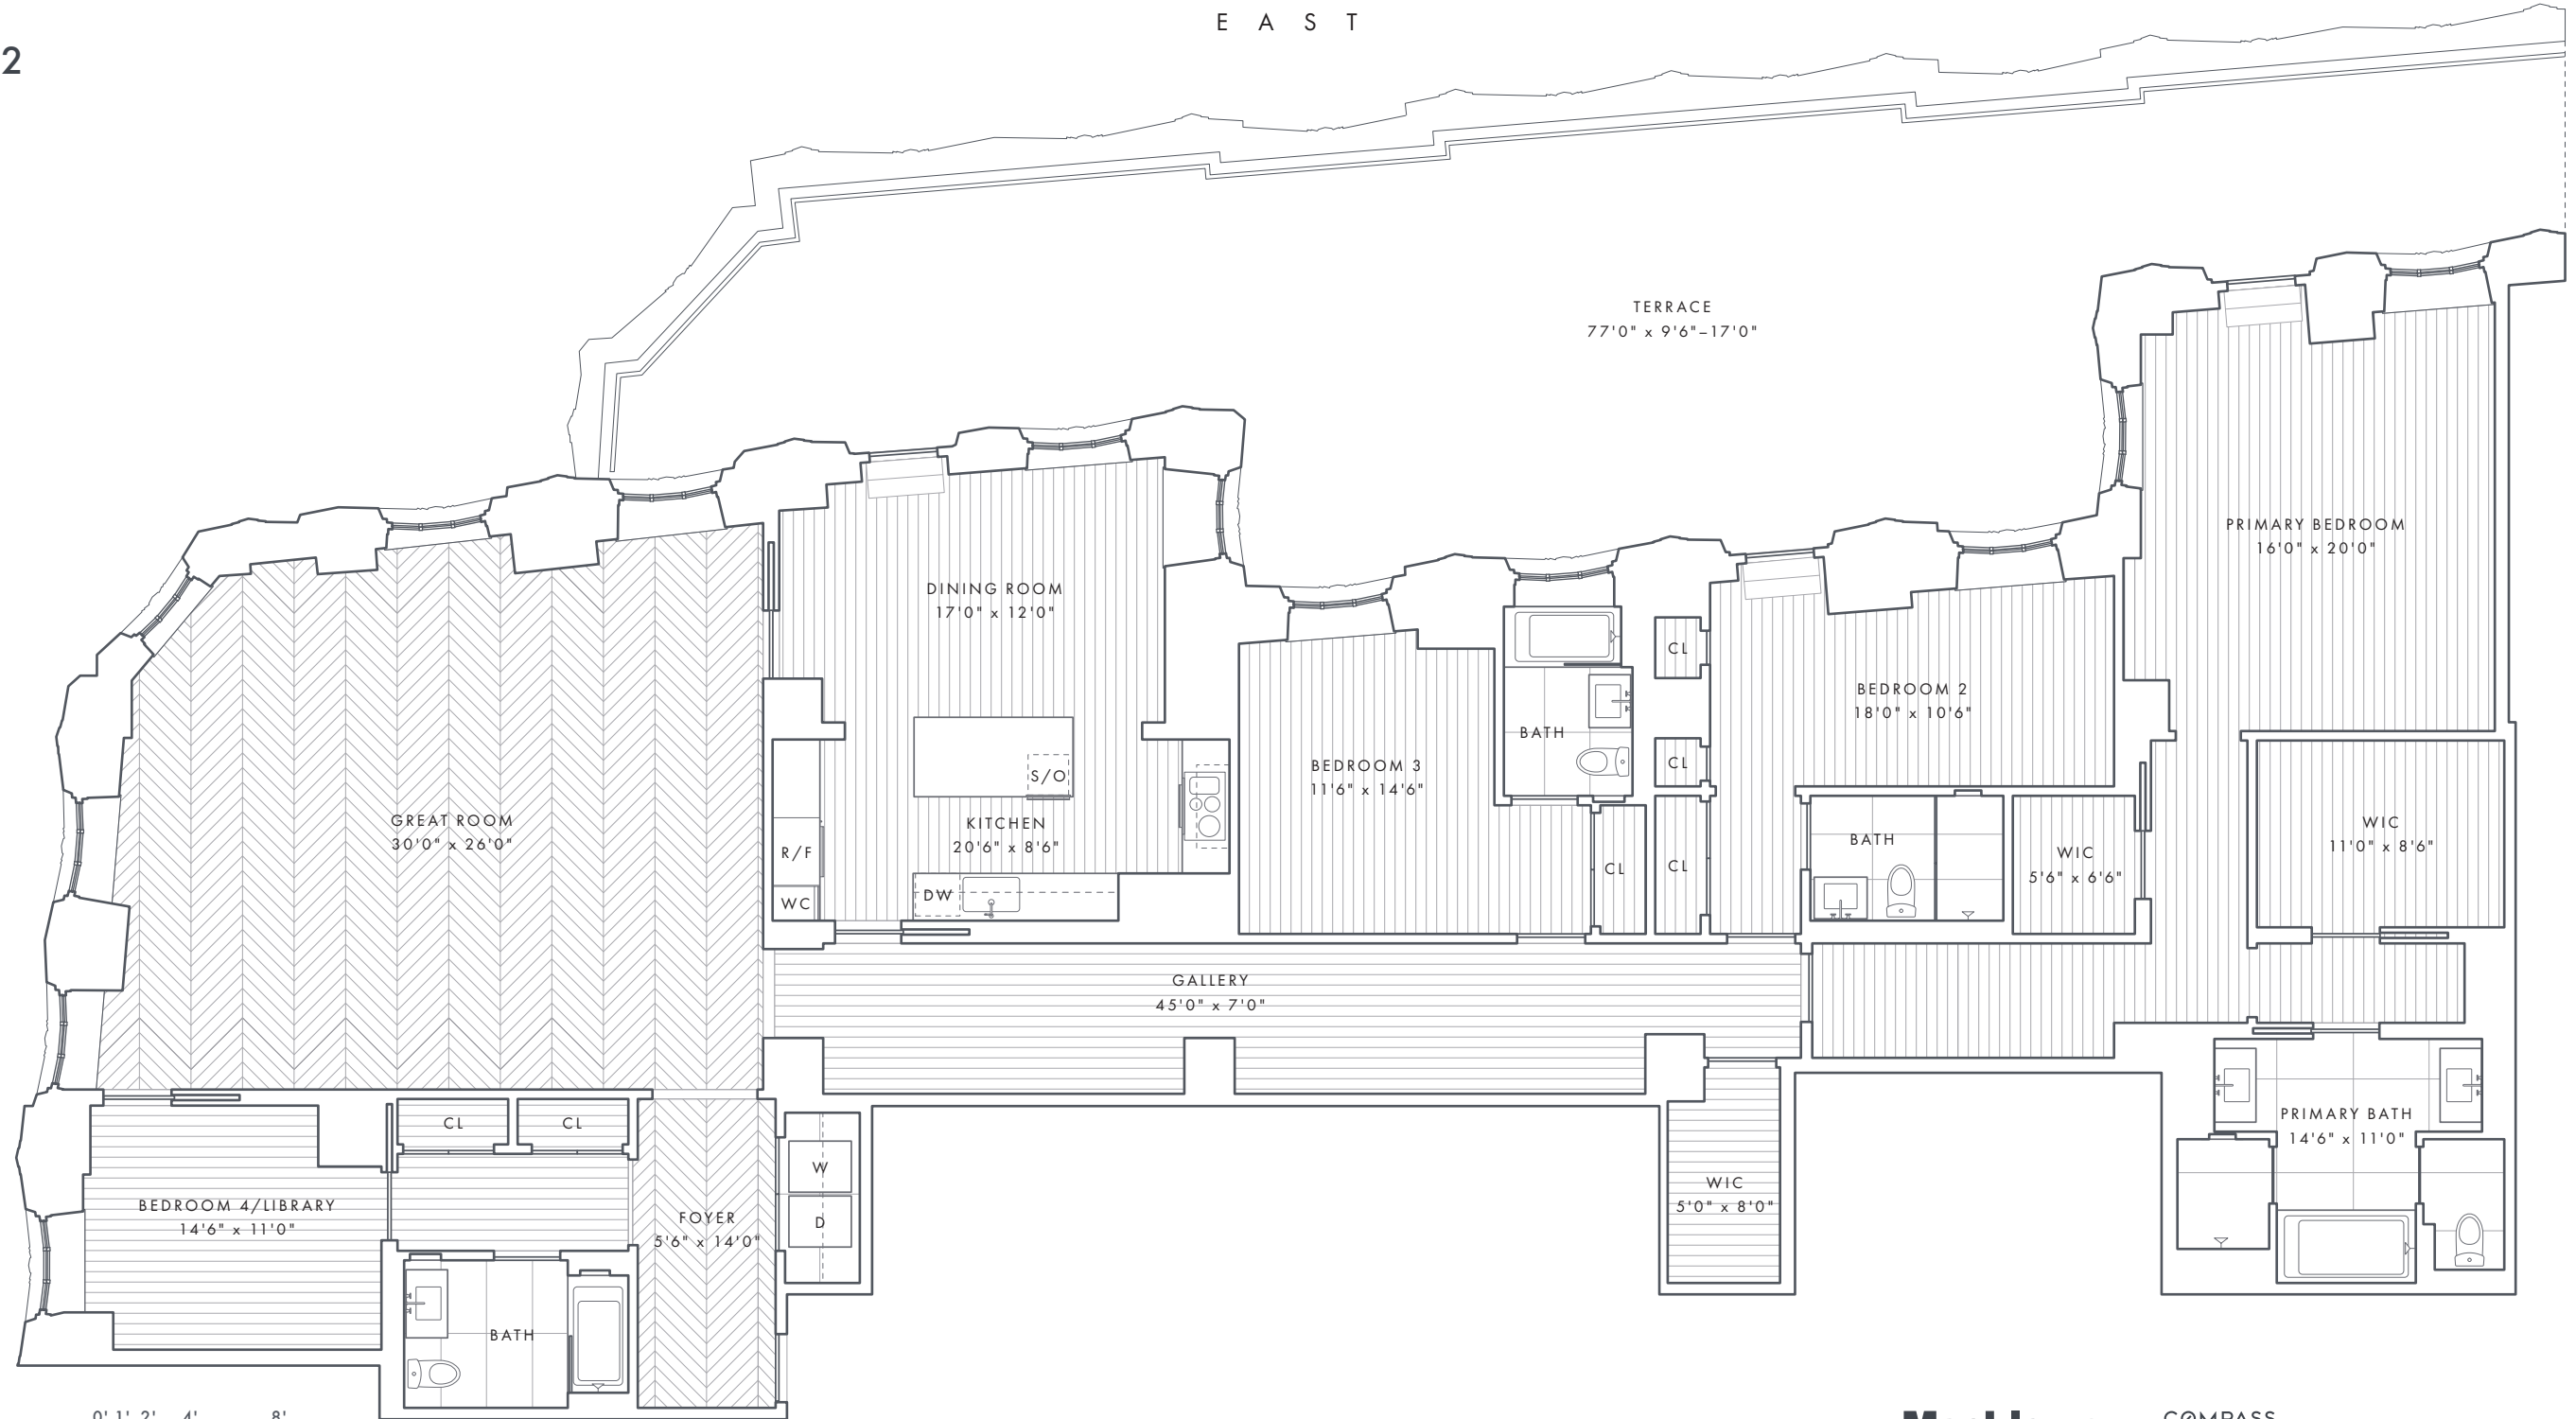 EAST
2
TERRACE
77'0" x 9'6"–17'0"
PRIMARY BEDROOM
16'0" x 20'0"
DINING ROOM
17'0" x 12'0"
CL
BEDROOM 2
18'0" x 10'6"
BATH
BEDROOM 3
11'6" x 14'6"
CL
S/O
GREAT ROOM
30'0" x 26'0"
KITCHEN
20'6" x 8'6"
R/F
WC
DW
CL
CL
BATH
WIC
5'6" x 6'6"
WIC
11'0" x 8'6"
GALLERY
45'0" x 7'0"
CL
CL
W
D
BEDROOM 4/LIBRARY
14'6" x 11'0"
FOYER
5'6" x 14'0"
WIC
5'0" x 8'0"
PRIMARY BATH
14'6" x 11'0"
BATH
0' 1' 2' 4' 8'
COMPASS